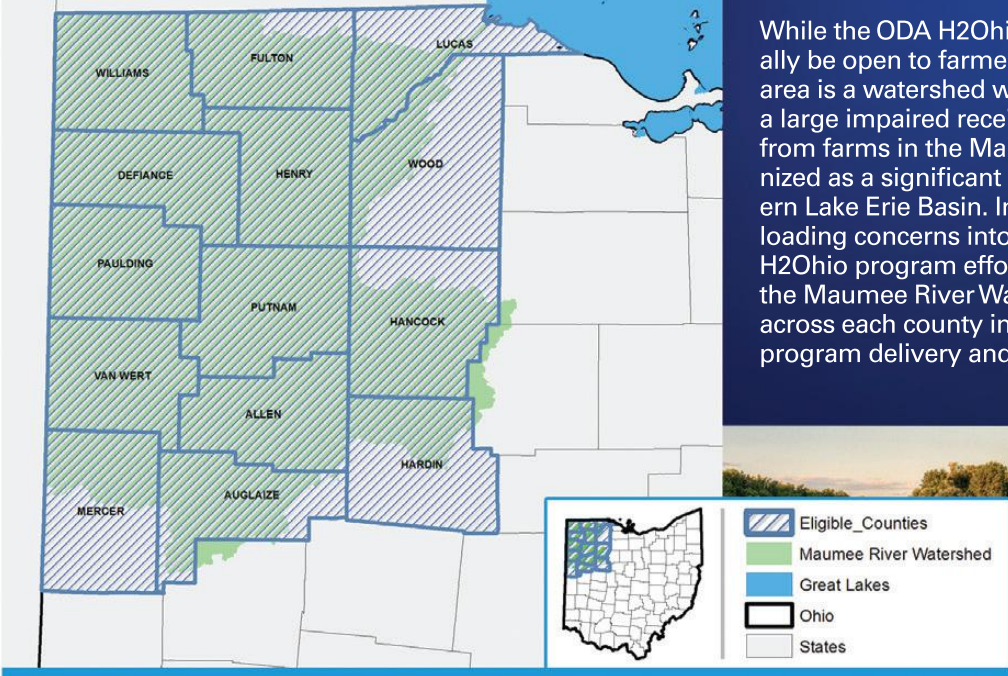 While the ODA H2Ohi
ally be open to farme
area is a watershed w
a large impaired rece
from farms in the Ma
nized as a significant
ern Lake Erie Basin. In
loading concerns into
H2Ohio program effo
the Maumee River Wa
across each county in
program delivery and
WILLIAMS
FULTON
LUCAS
DEFIANCE
HENRY
WOOD
PAULDING
PUTNAM
HANCOCK
VAN WERT
ALLEN
HARDIN
MERCER
AUGLAIZE
Eligible_Counties
Maumee River Watershed
Great Lakes
Ohio
States